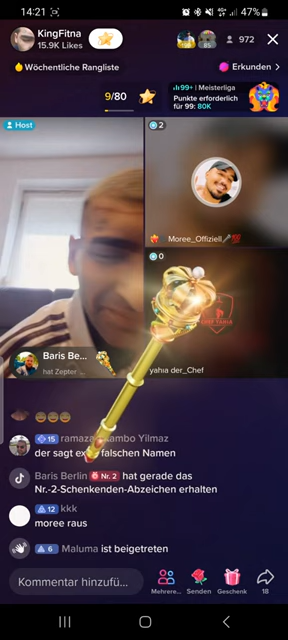 14:21
47%
KingFitna
15.9K Likes
972
Wöchentliche Rangliste
Erkunden
9/80
99+ | Meisterliga
Punkte erforderlich
für 99: 80K
Host
2
Moree_Offiziell🎤💯
0
yahia der_Chef
Baris Be...
hat Zepter ...
😂😂😂
15 Yilmaz
der sagt falschen Namen
Baris Berlin Nr. 2 hat gerade das
Nr.-2-Schenkenden-Abzeichen erhalten
12 kkk
moree raus
6 Maluma ist beigetreten
Kommentar hinzufü...
Mehrere...
Senden
Geschenk
18